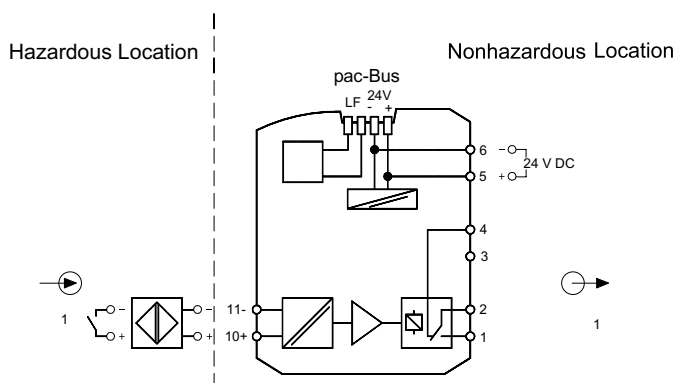 Hazardous Location
Nonhazardous Location
pac-Bus
LF 24V
- +
6 -
24 V DC
5 +
4
3
1
- -
+ +
11-
10+
2
1
1